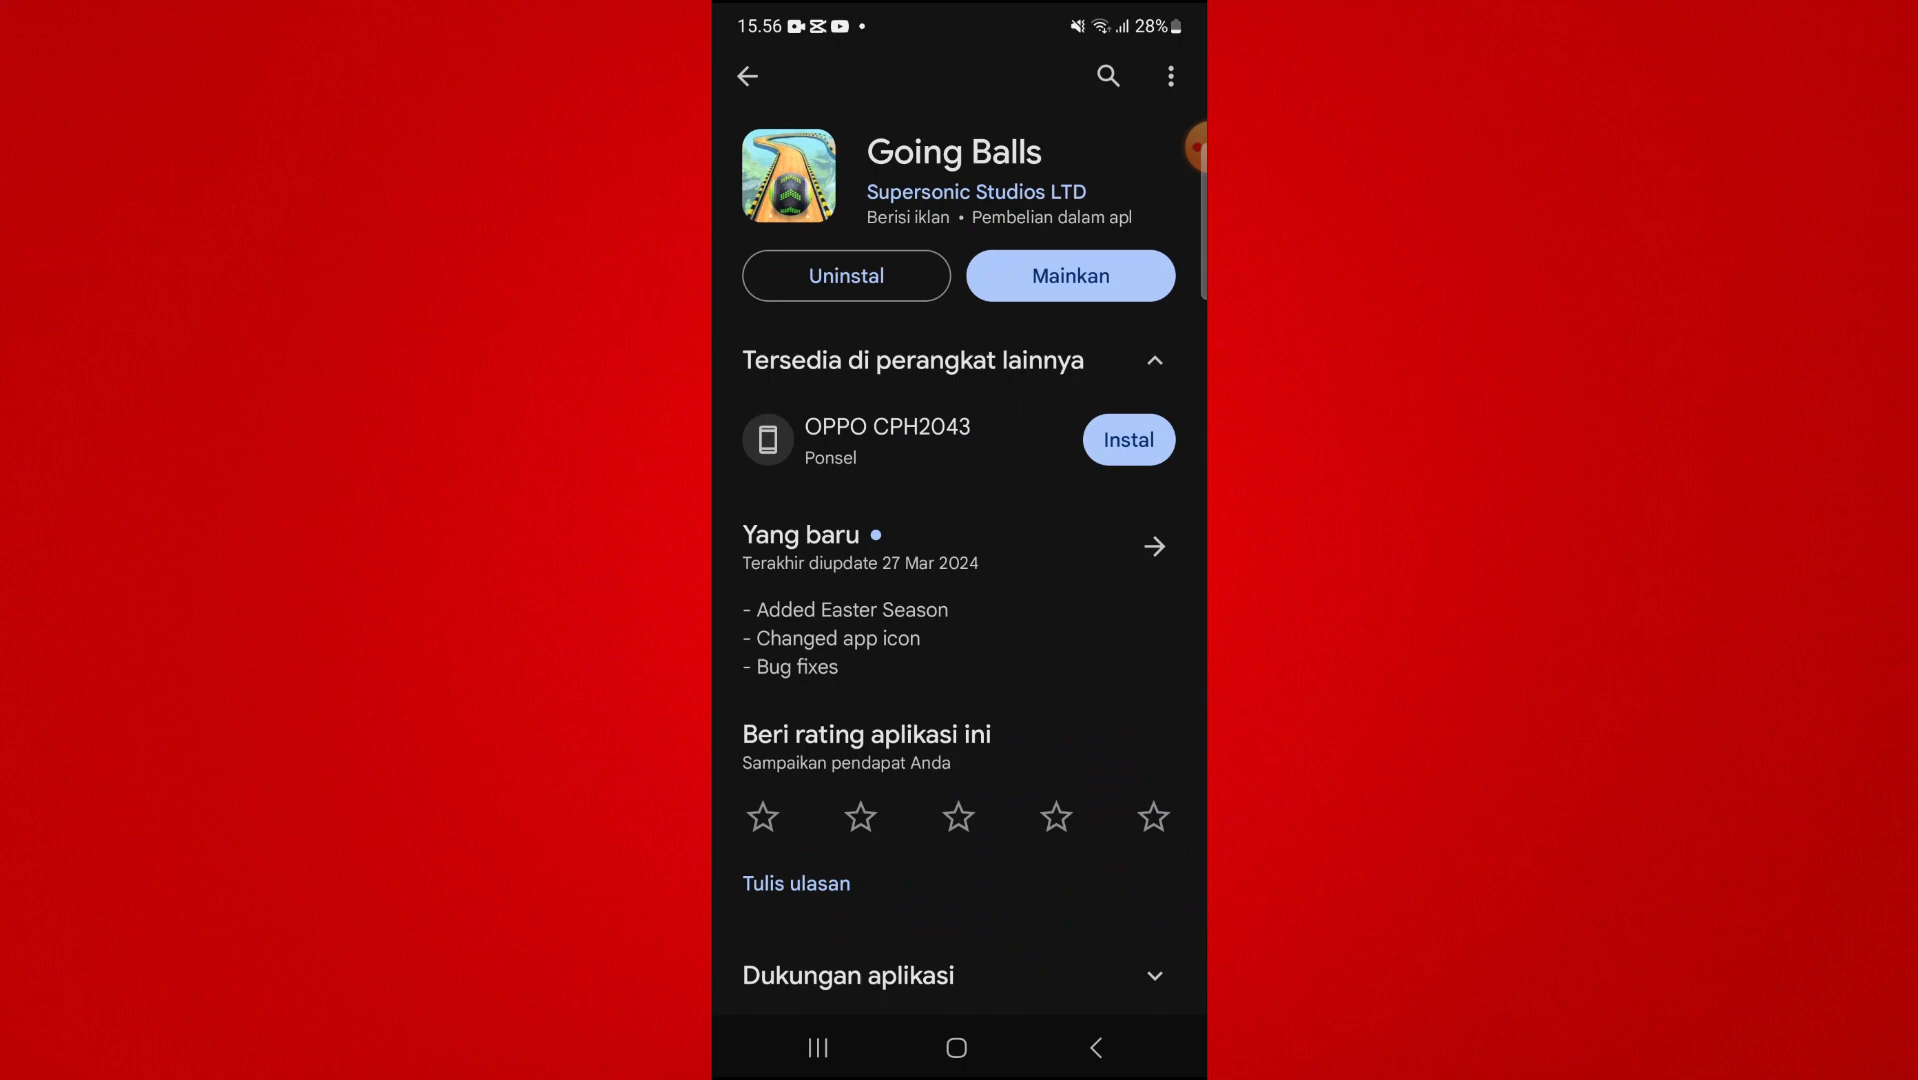 15.56
28%
Going Balls
Supersonic Studios LTD
Berisi iklan • Pembelian dalam apl
Uninstal
Mainkan
Tersedia di perangkat lainnya
OPPO CPH2043
Ponsel
Instal
Yang baru
Terakhir diupdate 27 Mar 2024
- Added Easter Season
- Changed app icon
- Bug fixes
Beri rating aplikasi ini
Sampaikan pendapat Anda
Tulis ulasan
Dukungan aplikasi